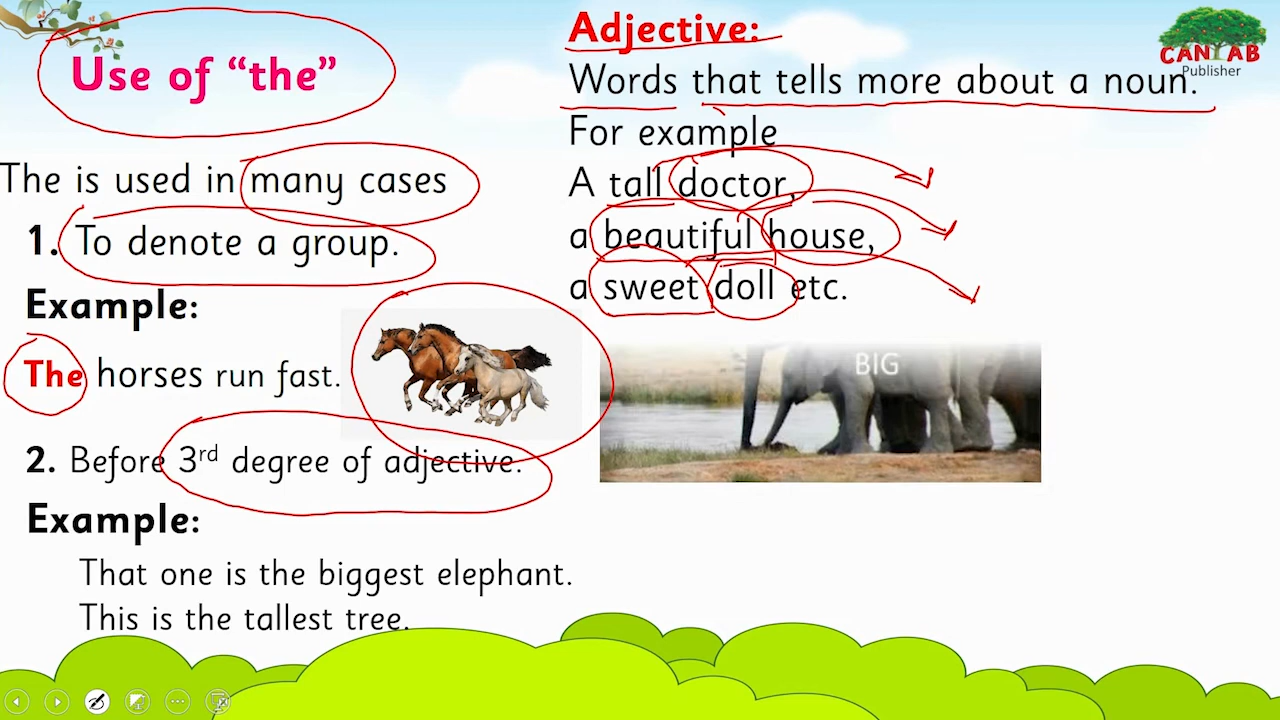 Use of “the”
The is used in many cases
1. To denote a group.
Example:
The horses run fast.
2. Before 3rd degree of adjective.
Example:
That one is the biggest elephant.
This is the tallest tree.
Adjective:
Words that tells more about a noun.
For example
A tall doctor,
a beautiful house,
a sweet doll etc.
BIG
CANTAB
Publisher